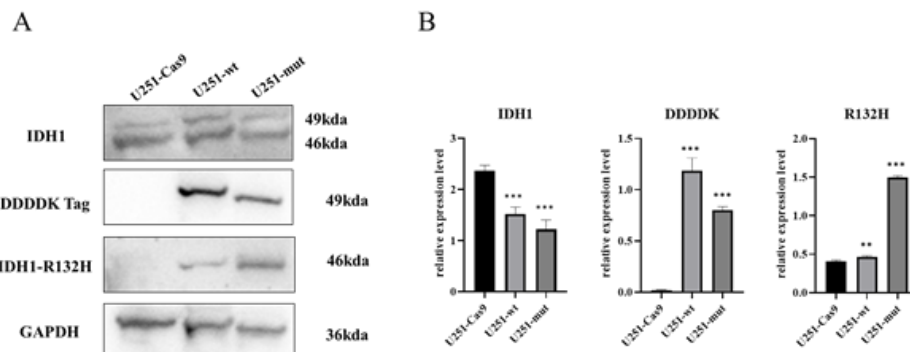 A
B
U251-Cas9
U251-wt
U251-mut
IDH1
49kda
46kda
DDDDK Tag
49kda
IDH1-R132H
46kda
GAPDH
36kda
IDH1
relative expression level
3
2
1
0
***
***
U251-Cas9
U251-wt
U251-mut
DDDDK
relative expression level
1.5
1.0
0.5
0.0
***
***
U251-Cas9
U251-wt
U251-mut
R132H
relative expression level
2.0
1.5
1.0
0.5
0.0
**
***
U251-Cas9
U251-wt
U251-mut